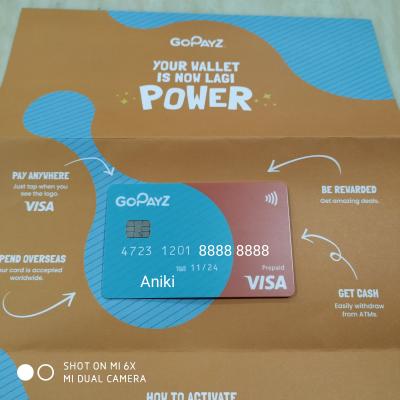 GOPAYZ
YOUR WALLET
IS NOW LAGI
POWER
PAY ANYWHERE
Just tap when you
see the logo.
VISA
BE REWARDED
Get amazing deals.
GOPAYZ
4723 1201 8888 8888
11/24
Aniki
Prepaid
VISA
PEND OVERSEAS
our card is accepted
worldwide.
GET CASH
Easily withdraw
from ATMs.
SHOT ON MI 6X
MI DUAL CAMERA
HOW TO ACTIVATE